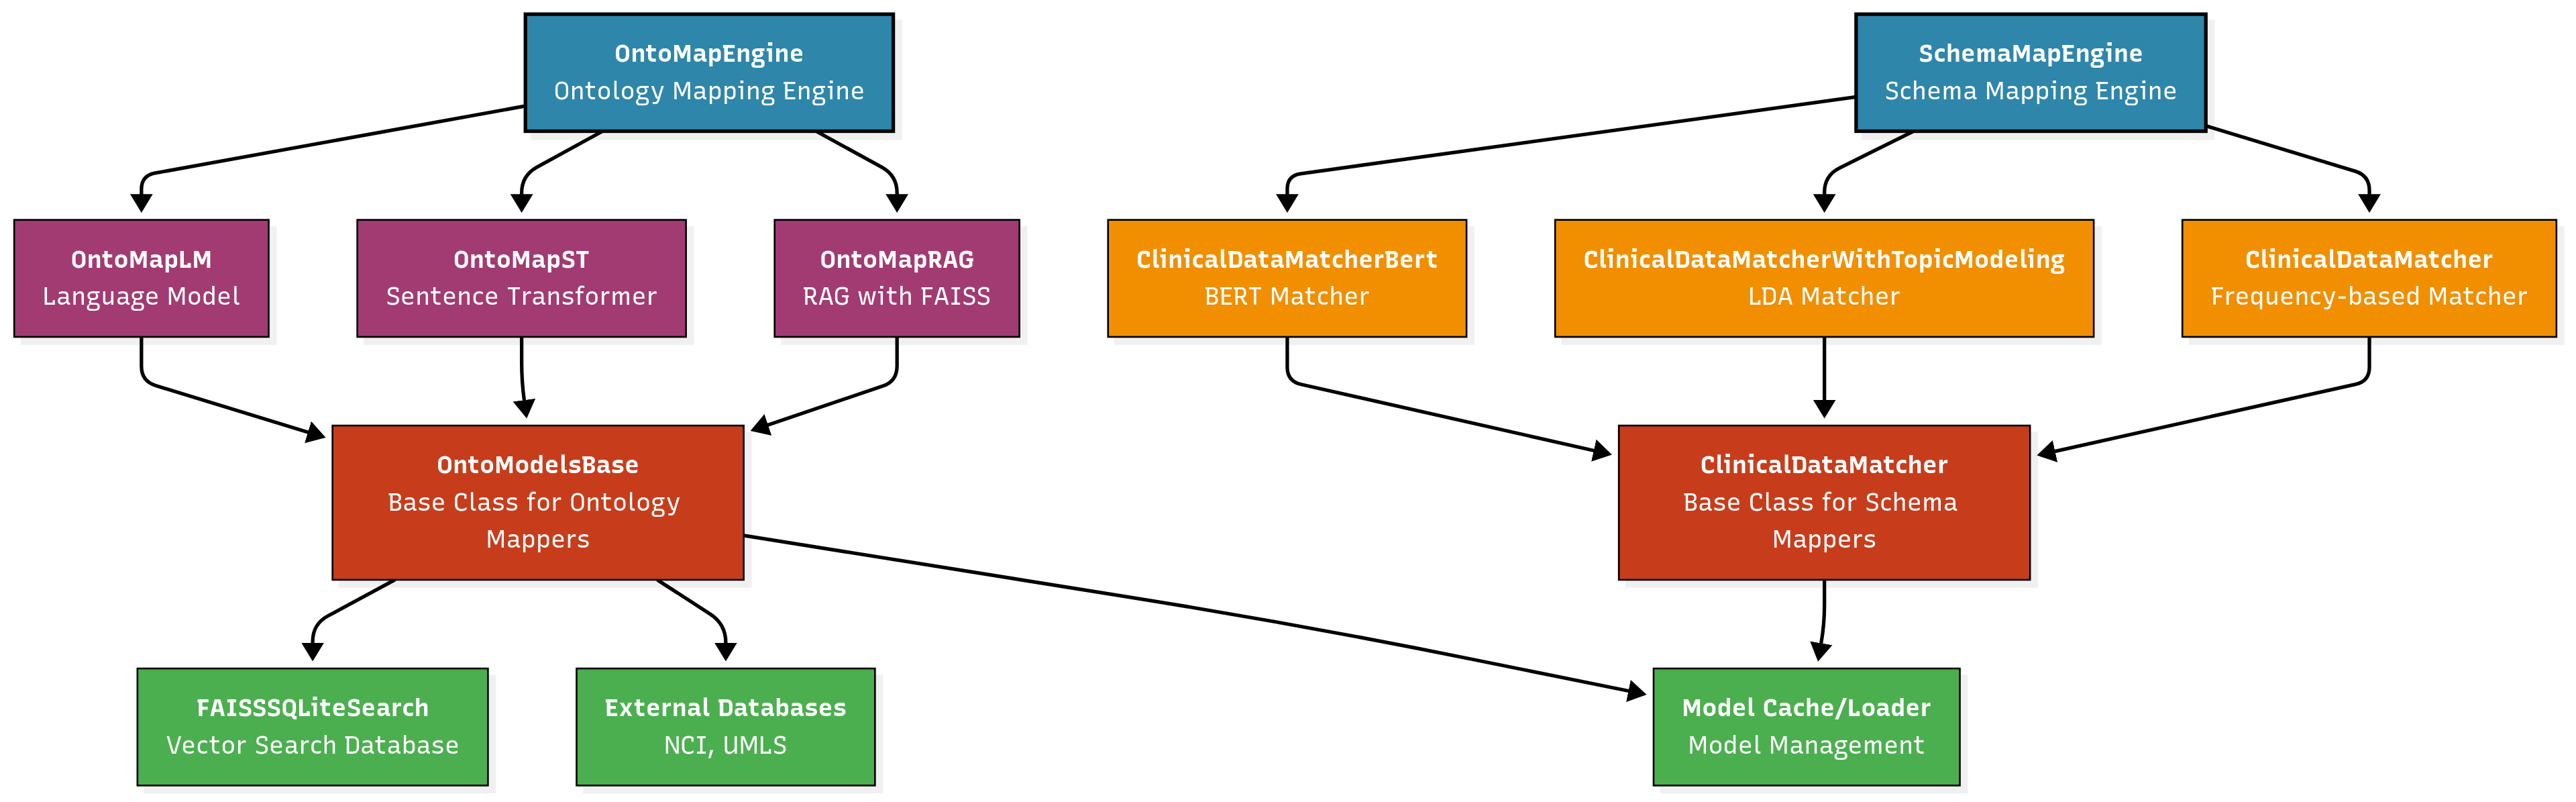 OntoMapEngine
Ontology Mapping Engine
SchemaMapEngine
Schema Mapping Engine
OntoMapLM
Language Model
OntoMapST
Sentence Transformer
OntoMapRAG
RAG with FAISS
ClinicalDataMatcherBert
BERT Matcher
ClinicalDataMatcherWithTopicModeling
LDA Matcher
ClinicalDataMatcher
Frequency-based Matcher
OntoModelsBase
Base Class for Ontology
Mappers
ClinicalDataMatcher
Base Class for Schema
Mappers
FAISSSQLiteSearch
Vector Search Database
External Databases
NCI, UMLS
Model Cache/Loader
Model Management